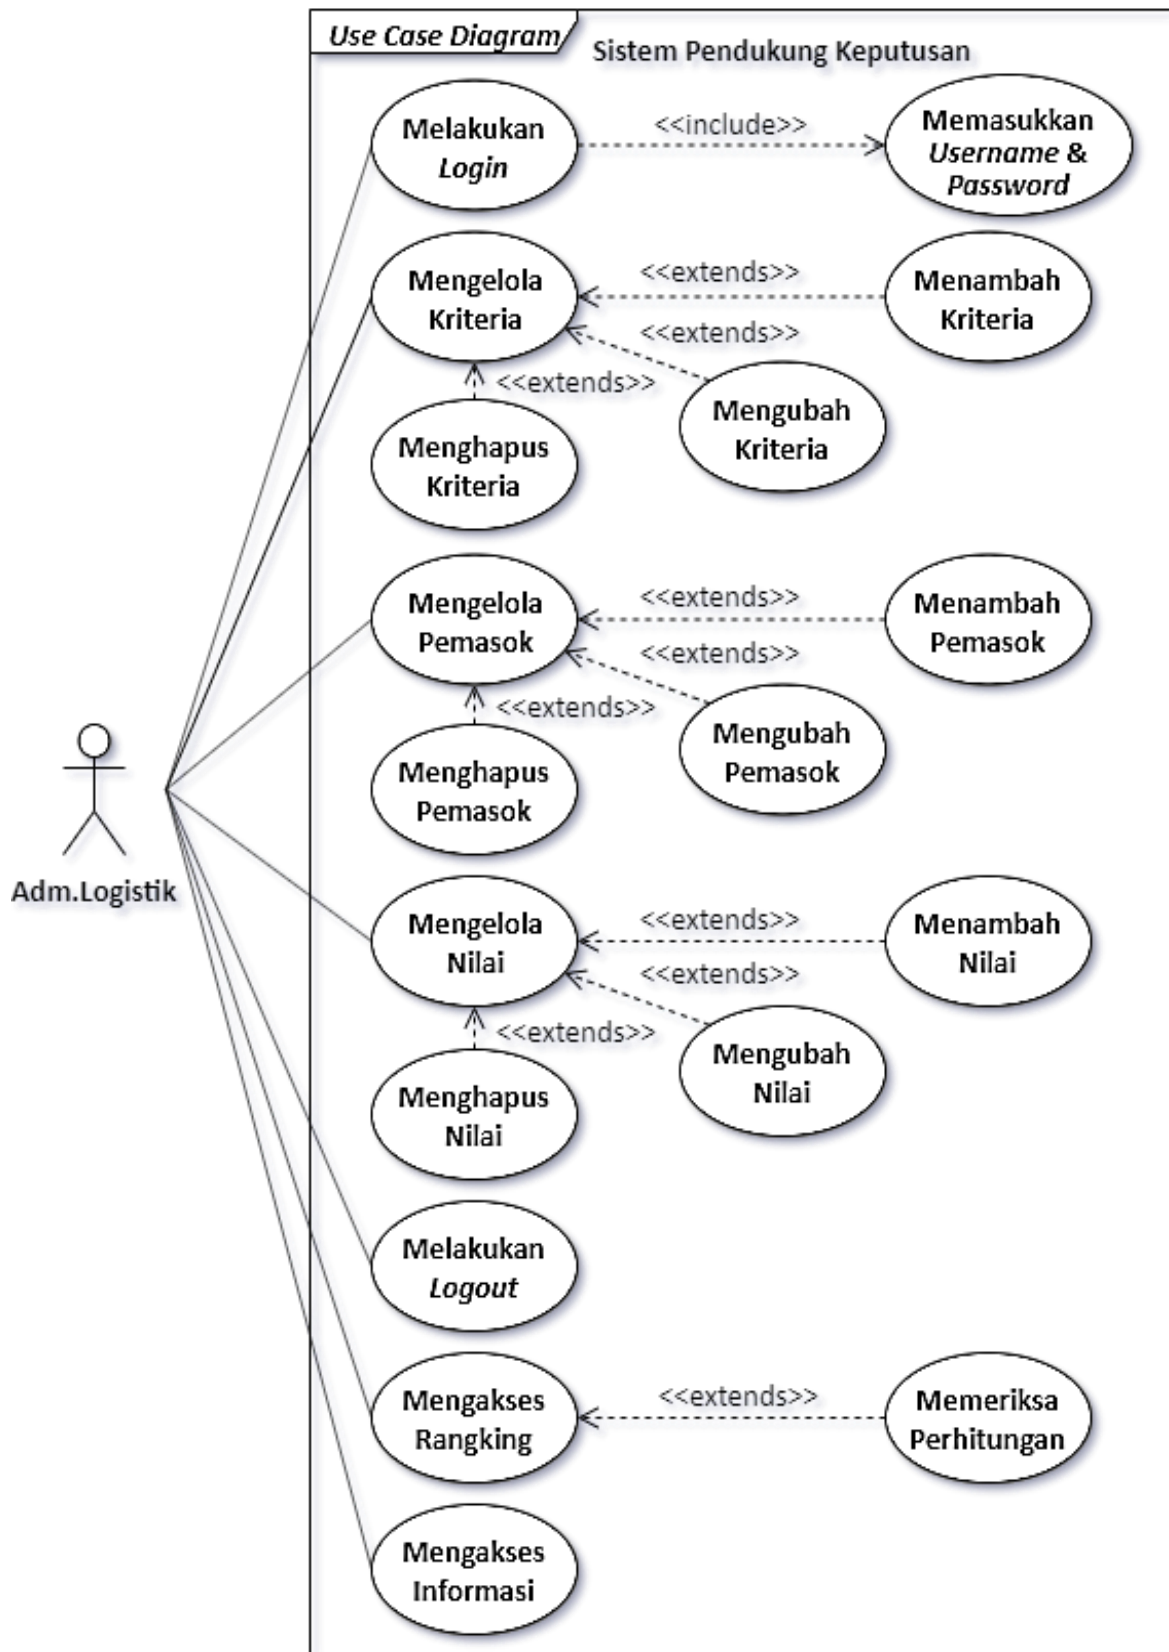 Use Case Diagram
Sistem Pendukung Keputusan
Melakukan
Login
<<include>>
Memasukkan
Username &
Password
Mengelola
Kriteria
<<extends>>
Menambah
Kriteria
<<extends>>
<<extends>>
Mengubah
Kriteria
Menghapus
Kriteria
Mengelola
Pemasok
<<extends>>
Menambah
Pemasok
<<extends>>
<<extends>>
Mengubah
Pemasok
Menghapus
Pemasok
Adm.Logistik
Mengelola
Nilai
<<extends>>
Menambah
Nilai
<<extends>>
<<extends>>
Mengubah
Nilai
Menghapus
Nilai
Melakukan
Logout
Mengakses
Rangking
<<extends>>
Memeriksa
Perhitungan
Mengakses
Informasi